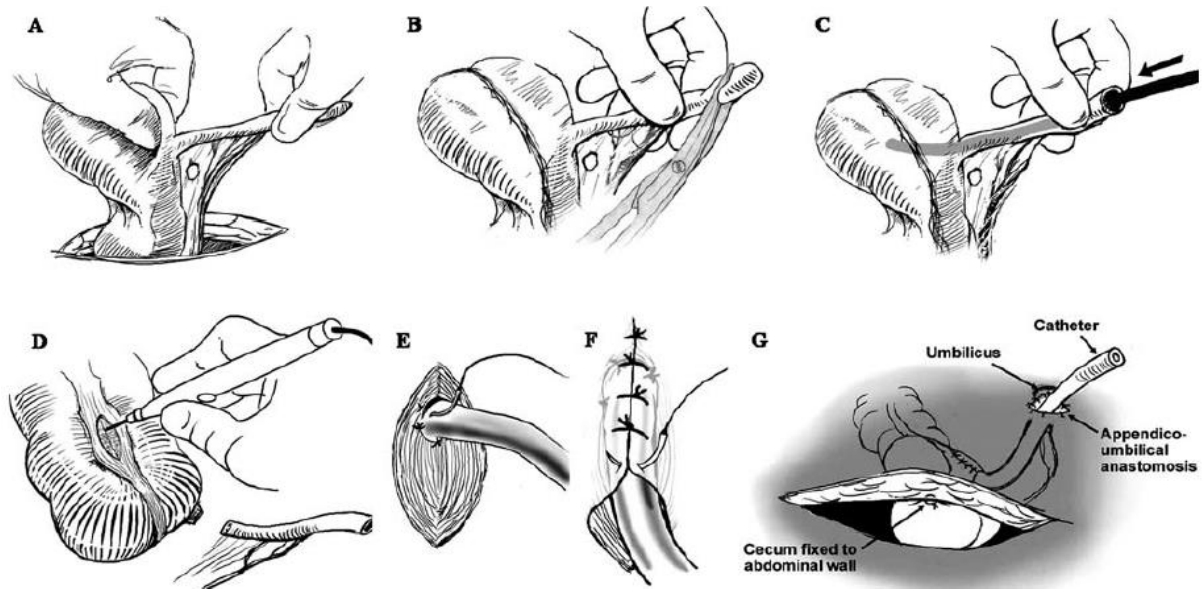 A
B
C
D
E
F
G
Catheter
Umbilicus
Appendico-
umbilical
anastomosis
Cecum fixed to
abdominal wall